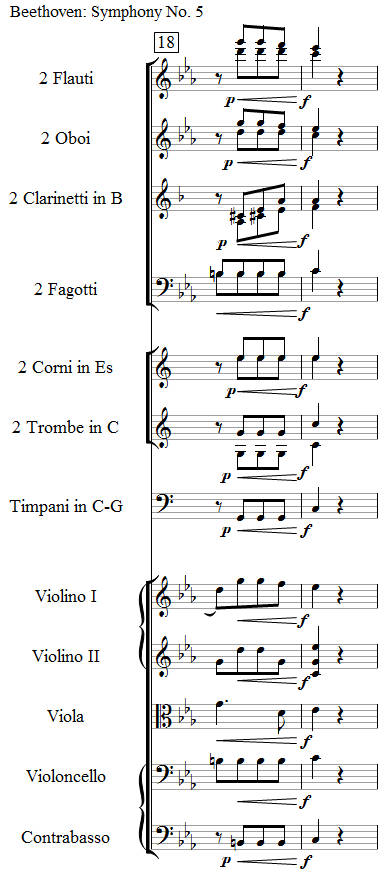 Beethoven: Symphony No. 5
18
2 Flauti
p f
2 Oboi
p f
2 Clarinetti in B
p f
2 Fagotti
f
2 Corni in Es
p f
2 Trombe in C
p f
Timpani in C-G
p f
Violino I
f
Violino II
f
Viola
f
Violoncello
f
Contrabasso
p f